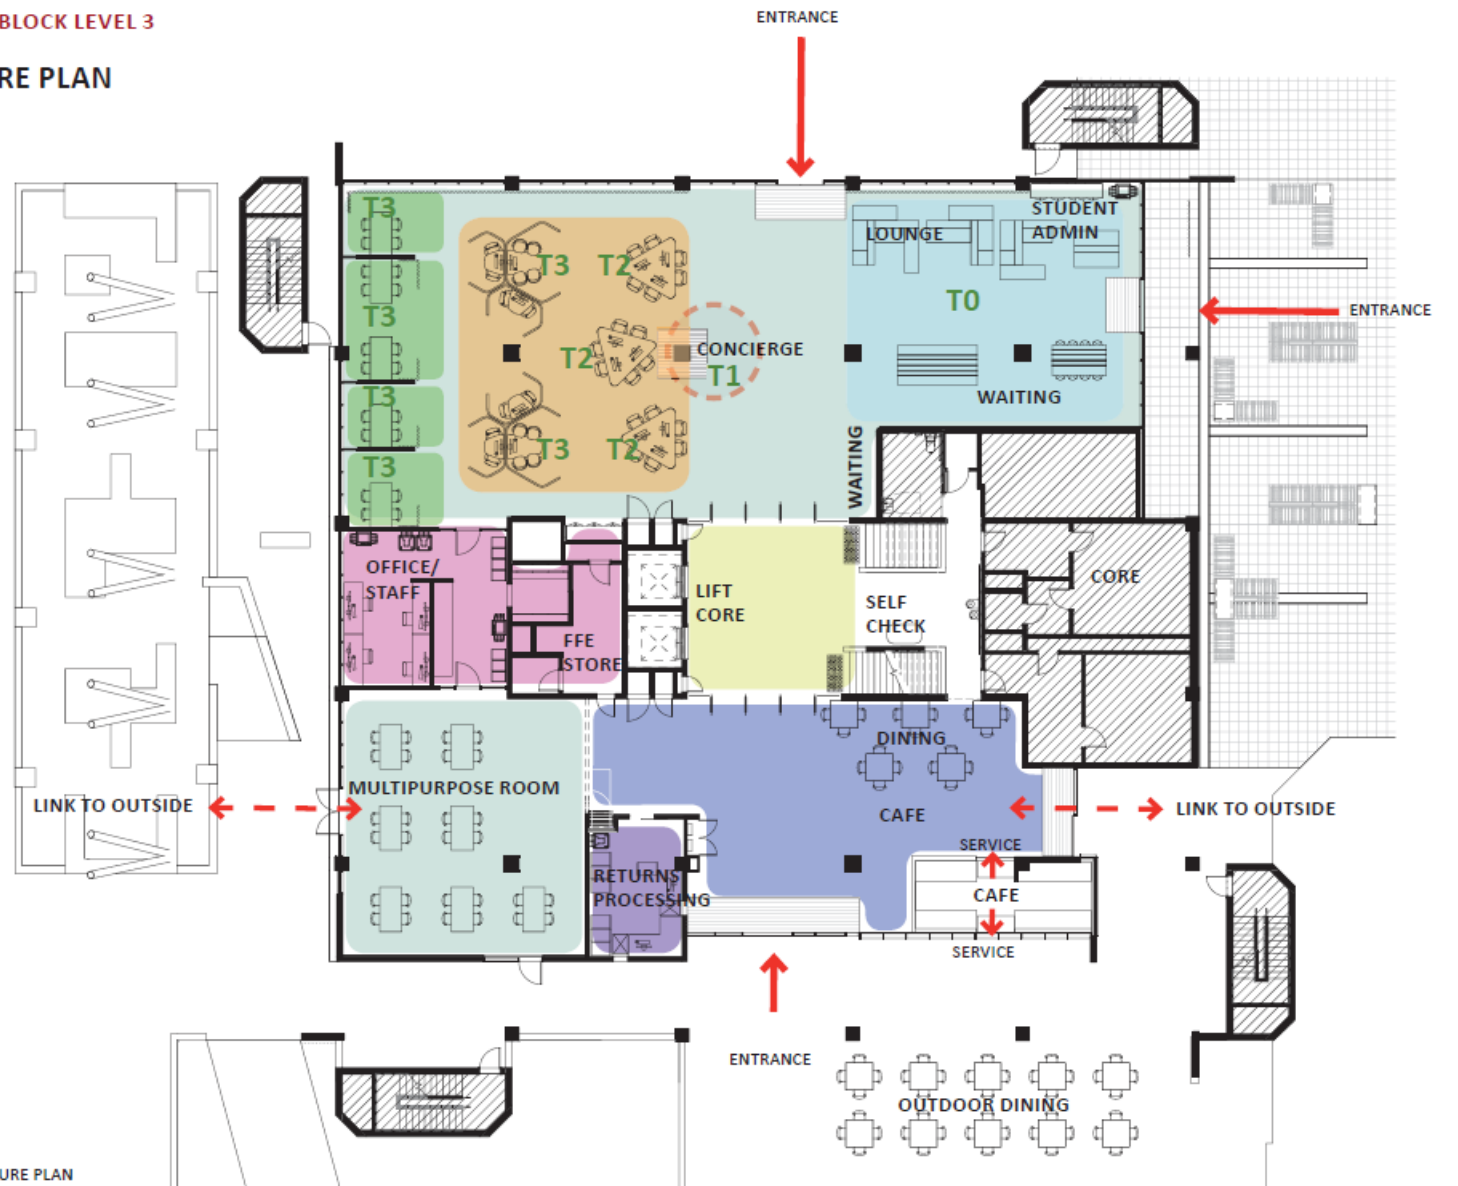 BLOCK LEVEL 3
RE PLAN
ENTRANCE
T3
STUDENT
ADMIN
LOUNGE
T3
T2
T0
ENTRANCE
T3
CONCIERGE
T2
T1
T3
WAITING
WAITING
T3
T2
T3
OFFICE/
STAFF
LIFT
CORE
CORE
SELF
CHECK
FFE
STORE
DINING
MULTIPURPOSE ROOM
LINK TO OUTSIDE
CAFE
LINK TO OUTSIDE
SERVICE
RETURNS
PROCESSING
CAFE
SERVICE
ENTRANCE
OUTDOOR DINING
URE PLAN